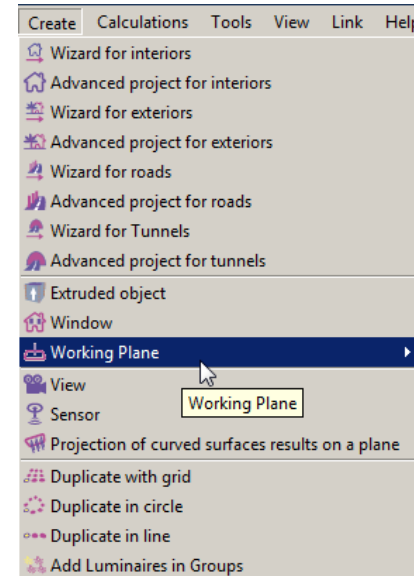 Create Calculations Tools View Link Help
Wizard for interiors
Advanced project for interiors
Wizard for exteriors
Advanced project for exteriors
Wizard for roads
Advanced project for roads
Wizard for Tunnels
Advanced project for tunnels
Extruded object
Window
Working Plane
View
Working Plane
Sensor
Projection of curved surfaces results on a plane
Duplicate with grid
Duplicate in circle
Duplicate in line
Add Luminaires in Groups